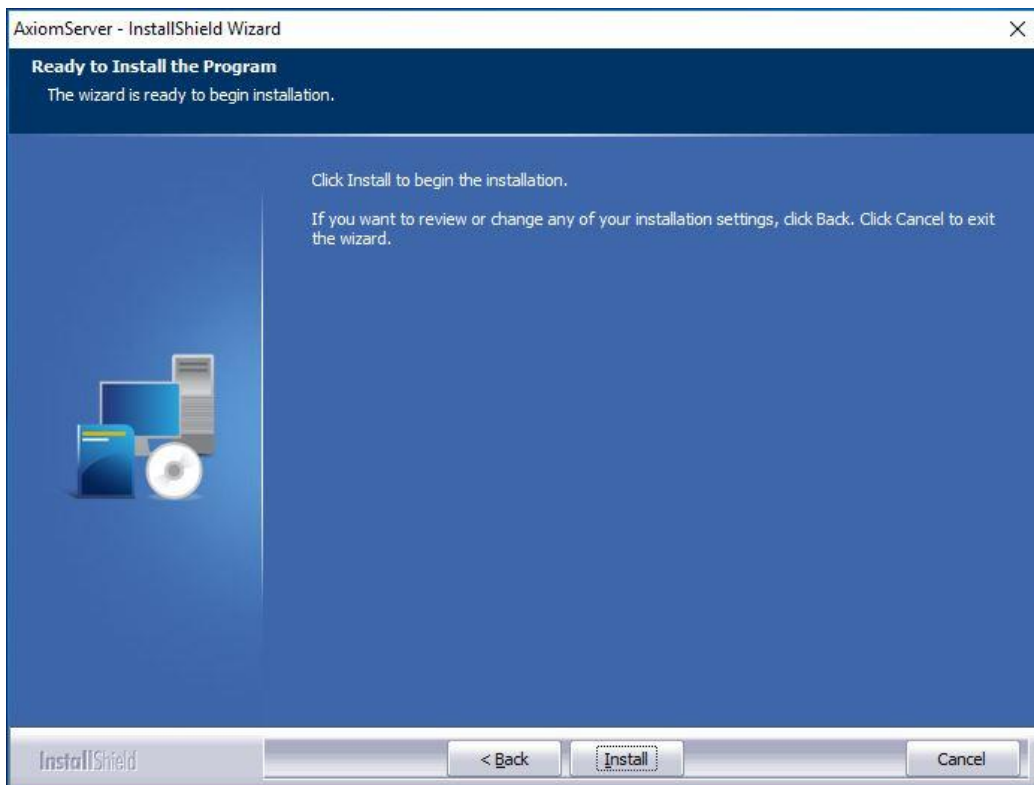 AxiomServer - InstallShield Wizard
Ready to Install the Program
The wizard is ready to begin installation.
Click Install to begin the installation.
If you want to review or change any of your installation settings, click Back. Click Cancel to exit
the wizard.
InstallShield
< Back
Install
Cancel